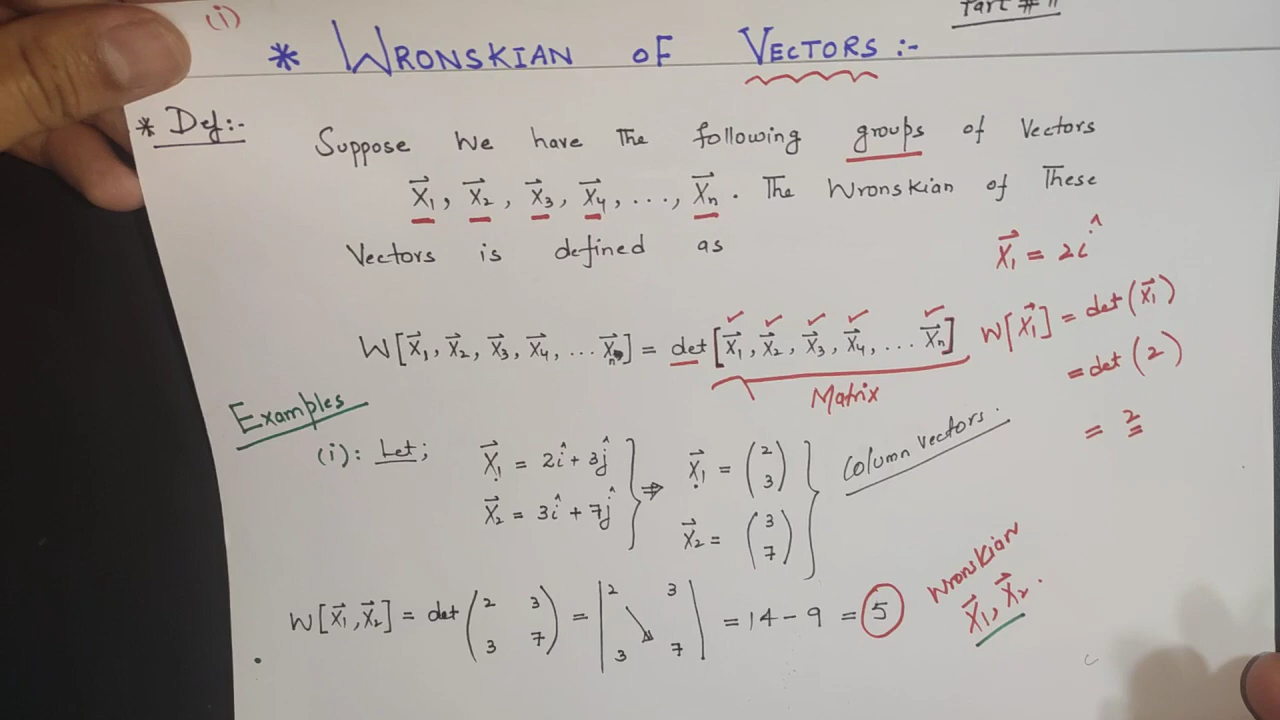 (i)
Part # 11
* WRONSKIAN OF VECTORS :-
* Def:-
Suppose we have the following groups of vectors
X⃗₁, X⃗₂, X⃗₃, X⃗₄, ..., X⃗ₙ. The Wronskian of These
Vectors is defined as
X⃗₁ = 2î
W[X⃗₁, X⃗₂, X⃗₃, X⃗₄, ... X⃗ₙ] = det[X⃗₁, X⃗₂, X⃗₃, X⃗₄, ... X⃗ₙ]
Matrix
W[X⃗₁] = det(X⃗₁)
= det(2)
= 2
Examples
(i): Let; X⃗₁ = 2î + 3ĵ ⇒ X⃗₁ = (2 3)
X⃗₂ = 3î + 7ĵ X⃗₂ = (3 7)
Column vectors.
W[X⃗₁, X⃗₂] = det (2 3 3 7) = |2 3 3 7| = 14 - 9 = 5
Wronskian
X⃗₁, X⃗₂.